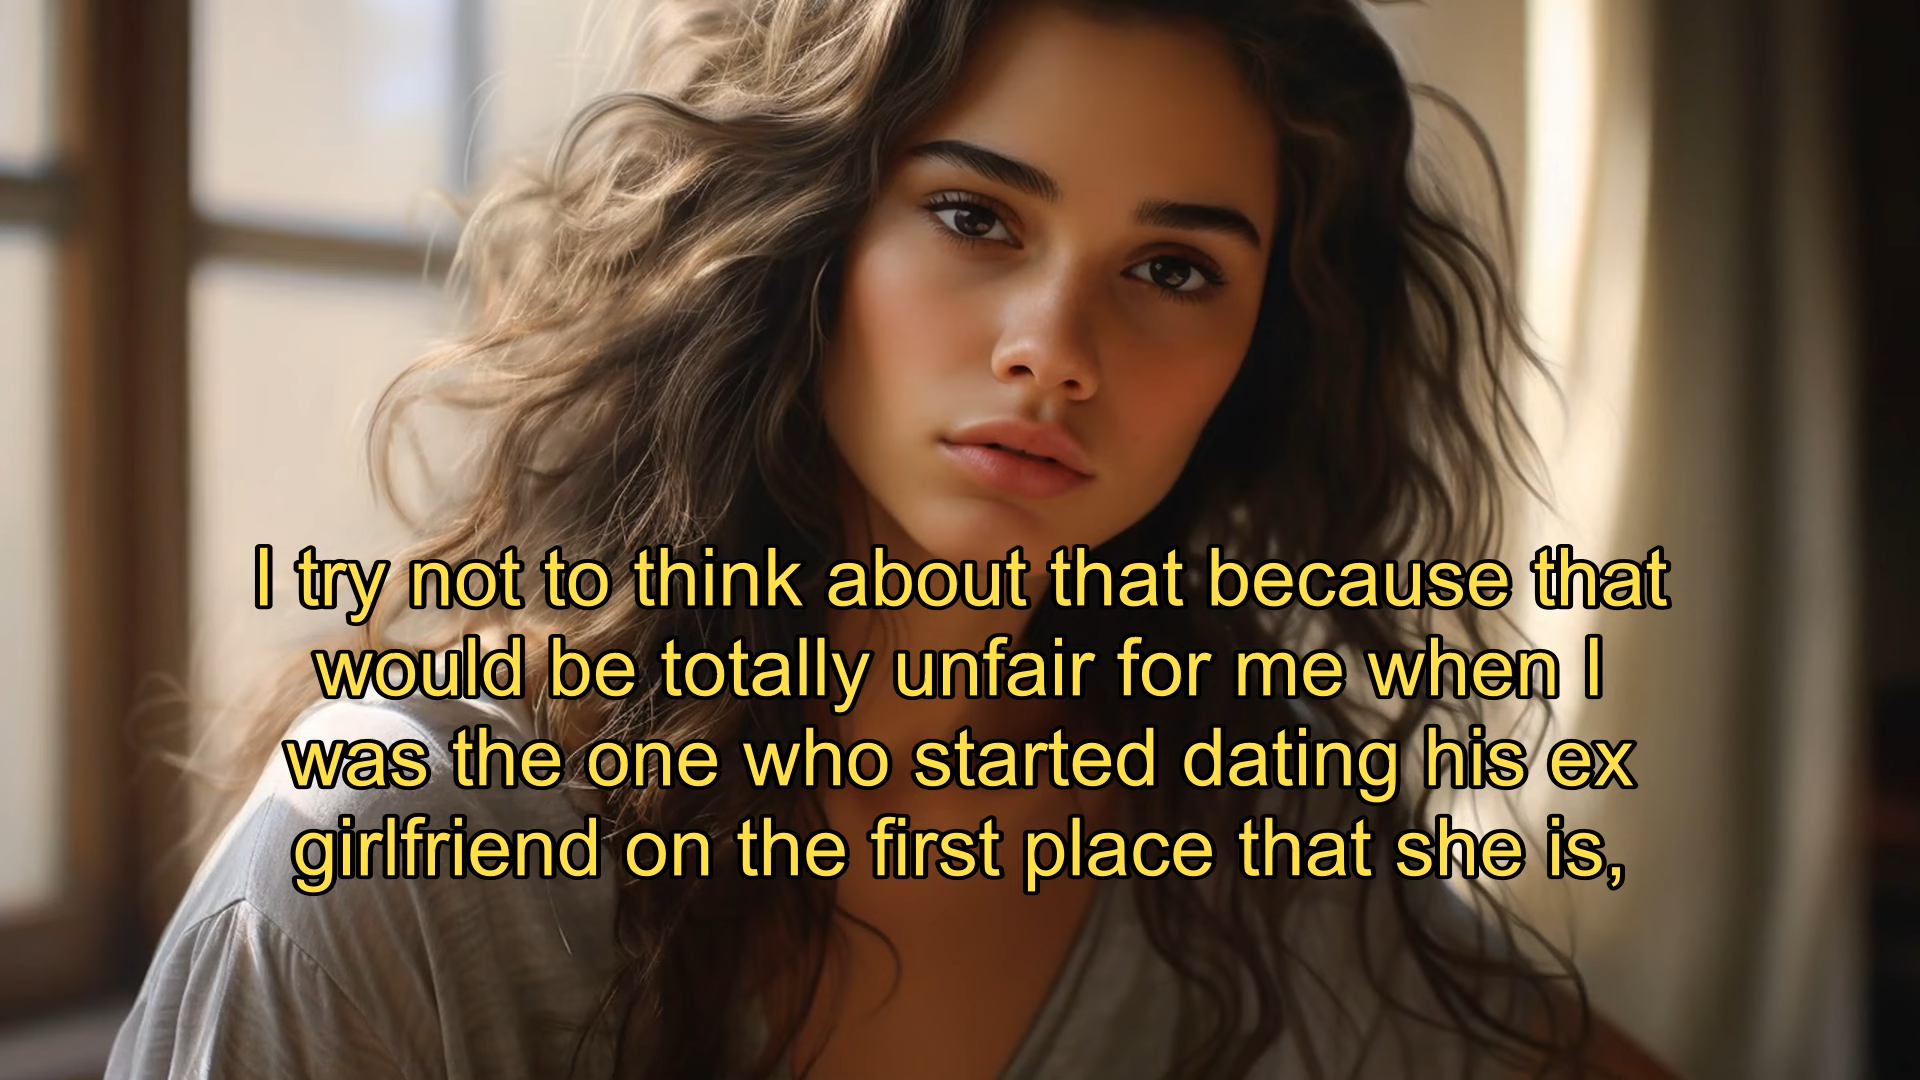 I try not to think about that because that
would be totally unfair for me when I
was the one who started dating his ex
girlfriend on the first place that she is,